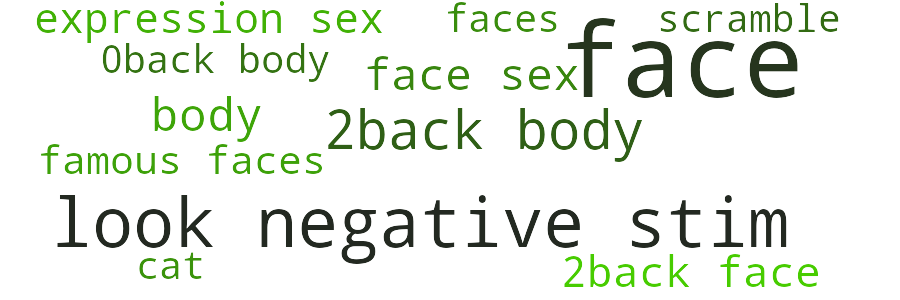 expression sex
faces
scramble
0back body
face sex
face
body
2back body
famous faces
look negative stim
cat
2back face